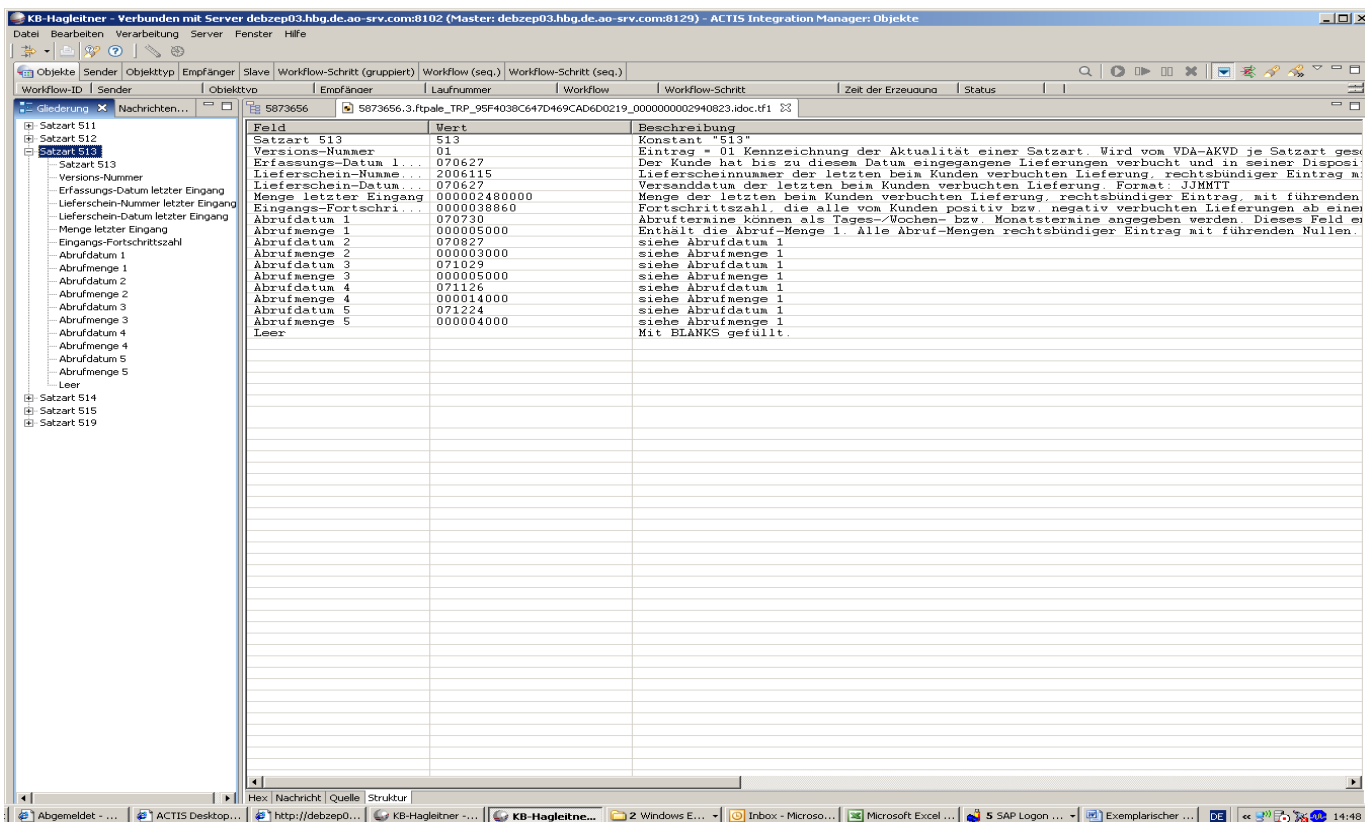 KB-Hagleitner - Verbunden mit Server debzep03.hbg.de.ao-srv.com:8102 (Master: debzep03.hbg.de.ao-srv.com:8129) - ACTIS Integration Manager: Objekte
Datei Bearbeiten Verarbeitung Server Fenster Hilfe
Objekte Sender Objekttyp Empfänger Slave Workflow-Schritt (gruppiert) Workflow (seq.) Workflow-Schritt (seq.)
Workflow-ID Sender Objekttyp Empfänger Laufnummer Workflow Workflow-Schritt Zeit der Erzeugung Status
Gliederung Nachrichten... 5873656 5873656.3.ftpale_TRP_95F4038C647D469CAD6D0219_0000000002940823.idoc.tf1
Satzart 511
Satzart 512
Satzart 513
Satzart 513
Versions-Nummer
Erfassungs-Datum letzter Eingang
Lieferschein-Nummer letzter Eingang
Lieferschein-Datum letzter Eingang
Menge letzter Eingang
Eingangs-Fortschrittszahl
Abrufdatum 1
Abrufmenge 1
Abrufdatum 2
Abrufmenge 2
Abrufdatum 3
Abrufmenge 3
Abrufdatum 4
Abrufmenge 4
Abrufdatum 5
Abrufmenge 5
Leer
Satzart 514
Satzart 515
Satzart 519
Feld Wert Beschreibung
Satzart 513 513 Konstant "513"
Versions-Nummer 01 Eintrag = 01 Kennzeichnung der Aktualität einer Satzart. Wird vom VDA-AKVD je Satzart
Erfassungs-Datum l... 070627 Der Kunde hat bis zu diesem Datum eingegangene Lieferungen verbucht und in seiner
Lieferschein-Numme... 2006115 Lieferscheinnummer der letzten beim Kunden verbuchten Lieferung, rechtsbündiger Eintrag
Lieferschein-Datum... 070627 Versanddatum der letzten beim Kunden verbuchten Lieferung. Format: JJMMTT
Menge letzter Eingang 000002480000 Menge der letzten beim Kunden verbuchten Lieferung, rechtsbündiger Eintrag, mit führenden
Eingangs-Fortschri... 0000038860 Fortschrittszahl, die alle vom Kunden positiv bzw. negativ verbuchten Lieferungen ab
Abrufdatum 1 070730 Abruftermine können als Tages-/Wochen- bzw. Monatstermine angegeben werden. Dieses Feld
Abrufmenge 1 000005000 Enthält die Abruf-Menge 1. Alle Abruf-Mengen rechtsbündiger Eintrag mit führenden Nullen.
Abrufdatum 2 070827 siehe Abrufdatum 1
Abrufmenge 2 000003000 siehe Abrufmenge 1
Abrufdatum 3 071029 siehe Abrufdatum 1
Abrufmenge 3 000005000 siehe Abrufmenge 1
Abrufdatum 4 071126 siehe Abrufdatum 1
Abrufmenge 4 000014000 siehe Abrufmenge 1
Abrufdatum 5 071224 siehe Abrufdatum 1
Abrufmenge 5 000004000 siehe Abrufmenge 1
Leer Mit BLANKS gefüllt.
Hex Nachricht Quelle Struktur
Abgemeldet - ... ACTIS Desktop... http://debzep0... KB-Hagleitner -... KB-Hagleitne... 2 Windows E... Inbox - Microso... Microsoft Excel ... 5 SAP Logon ... Exemplarischer ... DE 14:48